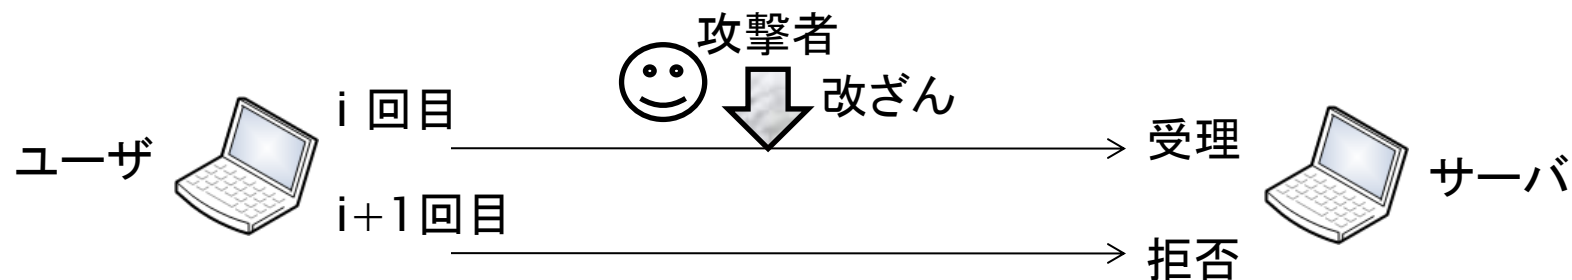 攻撃者
改ざん
i 回目
受理
ユーザ
サーバ
i+1回目
拒否